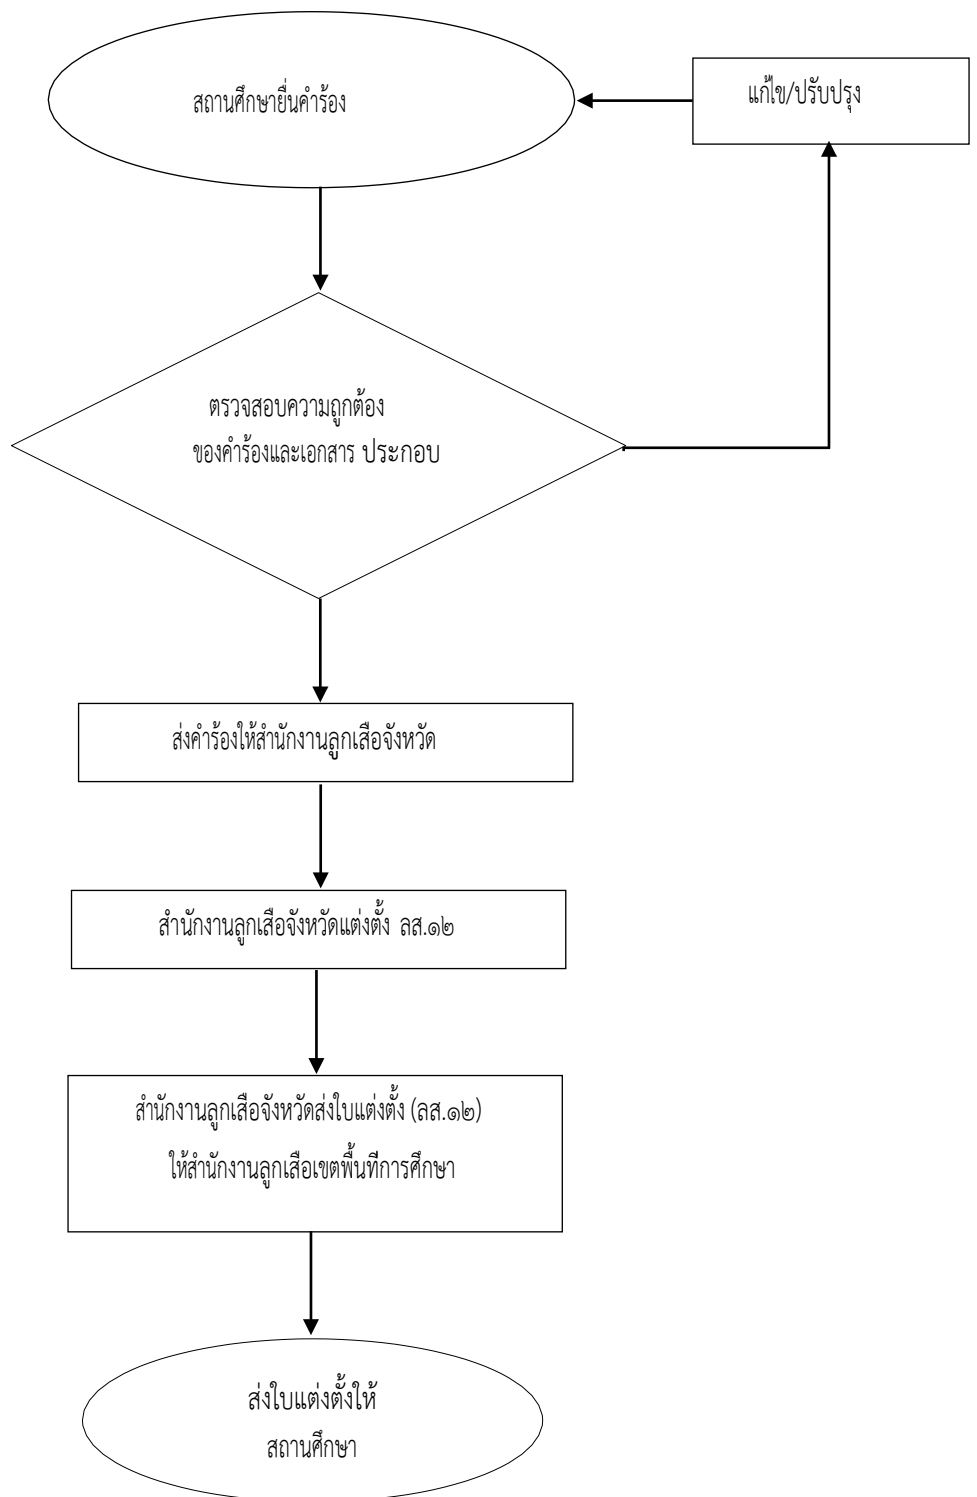 สถานศึกษายื่นคำร้อง
แก้ไข/ปรับปรุง
ตรวจสอบความถูกต้อง
ของคำร้องและเอกสาร ประกอบ
ส่งคำร้องให้สำนักงานลูกเสือจังหวัด
สำนักงานลูกเสือจังหวัดแต่งตั้ง ลส.๑๒
สำนักงานลูกเสือจังหวัดส่งใบแต่งตั้ง (ลส.๑๒)
ให้สำนักงานลูกเสือเขตพื้นที่การศึกษา
ส่งใบแต่งตั้งให้
สถานศึกษา